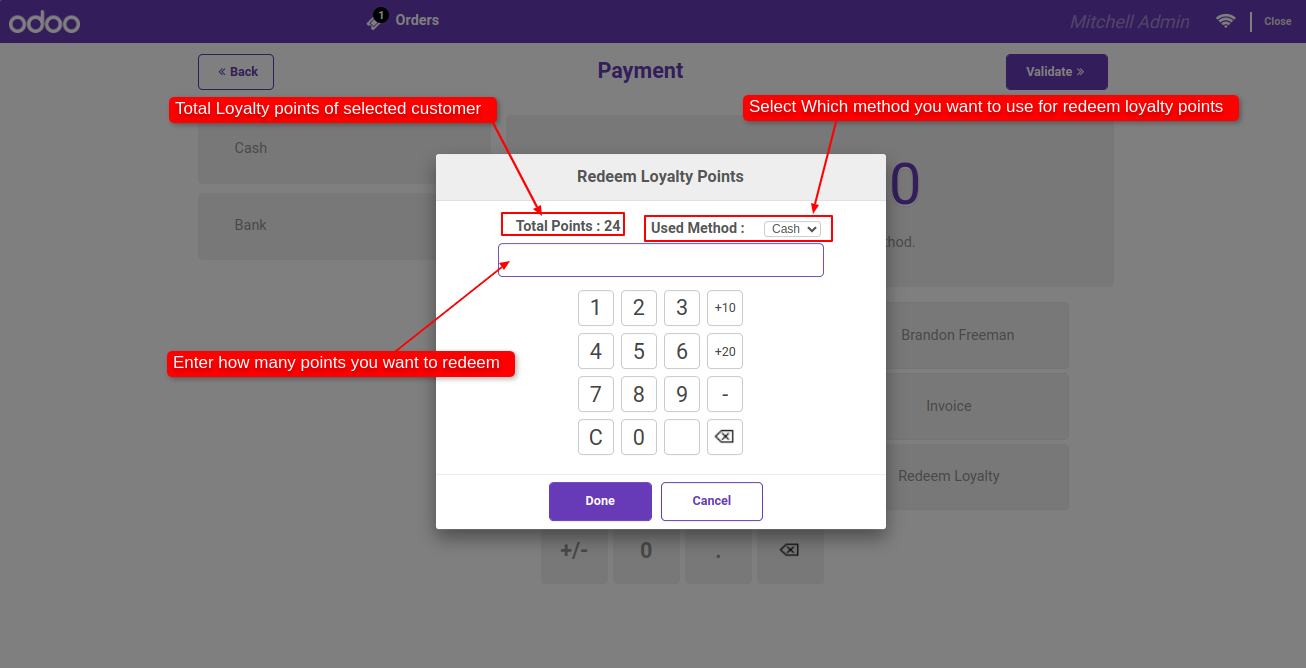 odoo
1
Orders
Mitchell Admin
Close
« Back
Payment
Validate »
Total Loyalty points of selected customer
Select Which method you want to use for redeem loyalty points
Cash
Bank
0
hod.
Redeem Loyalty Points
Total Points : 24
Used Method :
Cash
1 2 3 +10
4 5 6 +20
7 8 9 -
C 0
Enter how many points you want to redeem
Brandon Freeman
Invoice
Redeem Loyalty
Done
Cancel
+/- 0 .